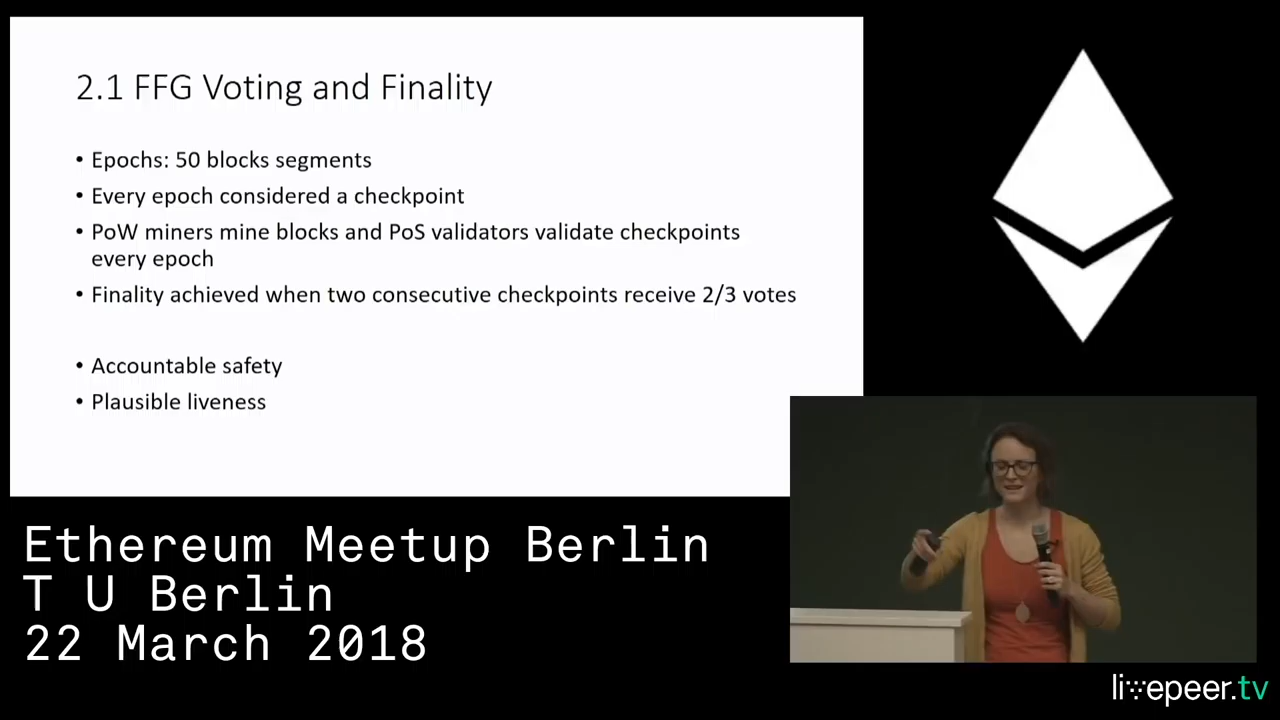 2.1 FFG Voting and Finality
• Epochs: 50 blocks segments
• Every epoch considered a checkpoint
• PoW miners mine blocks and PoS validators validate checkpoints
every epoch
• Finality achieved when two consecutive checkpoints receive 2/3 votes
• Accountable safety
• Plausible liveness
Ethereum Meetup Berlin
T U Berlin
22 March 2018
livepeer.tv